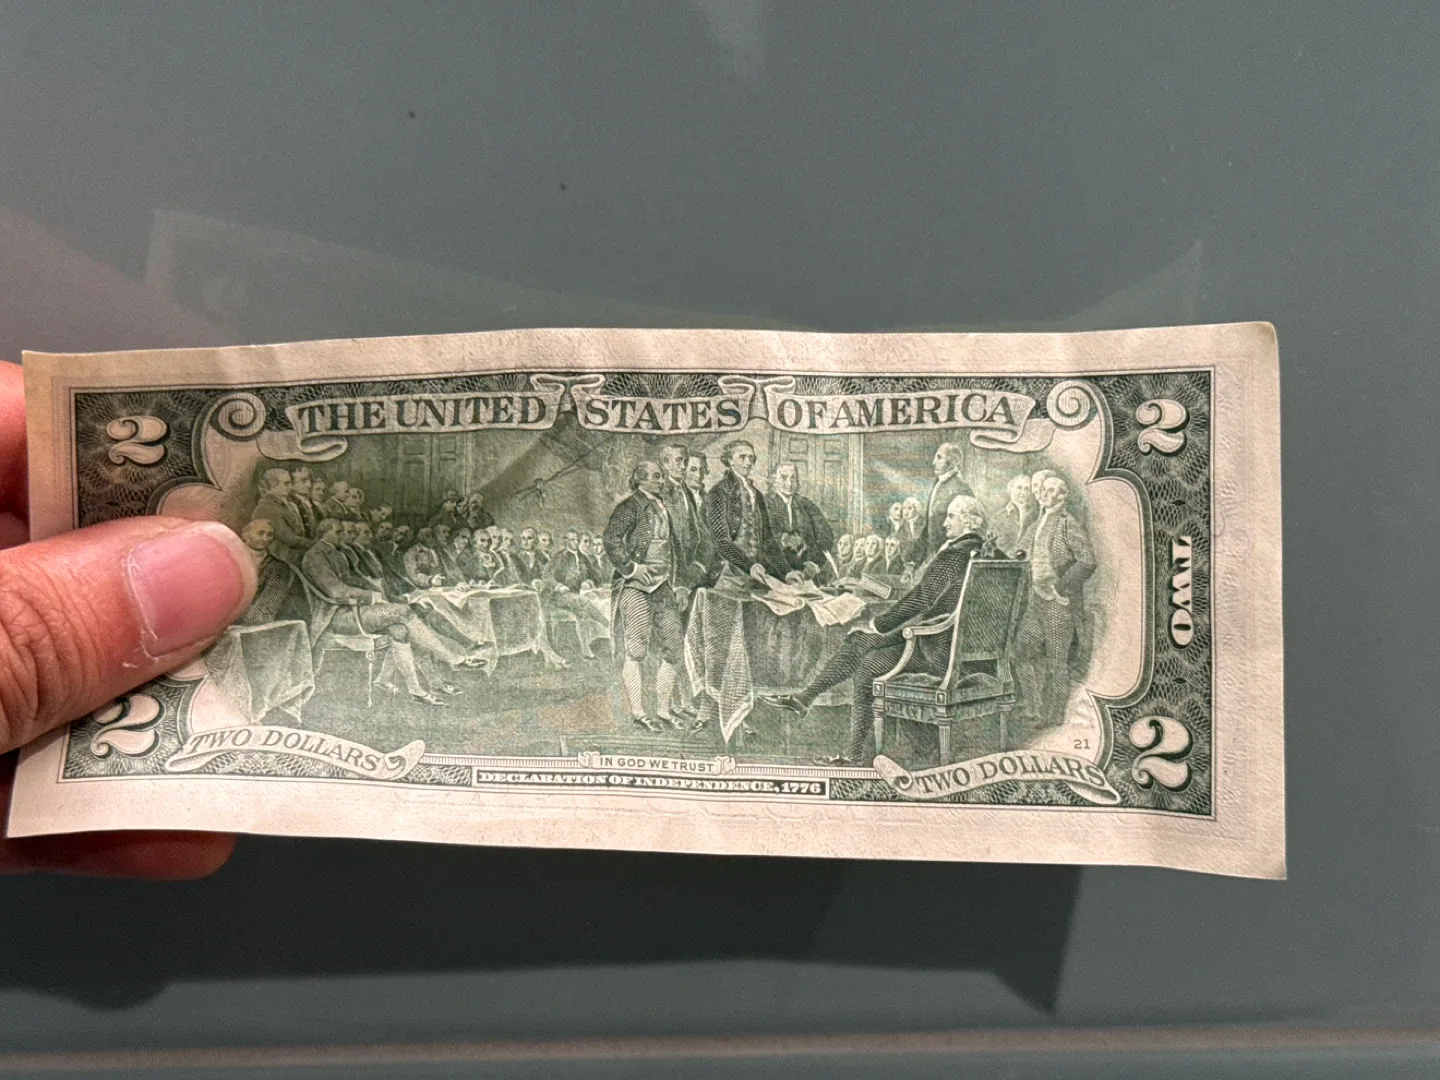 THE UNITED STATES OF AMERICA
2
2
TWO
2
TWO DOLLARS
IN GOD WE TRUST
DECLARATION OF INDEPENDENCE, 1776
21
TWO DOLLARS
2